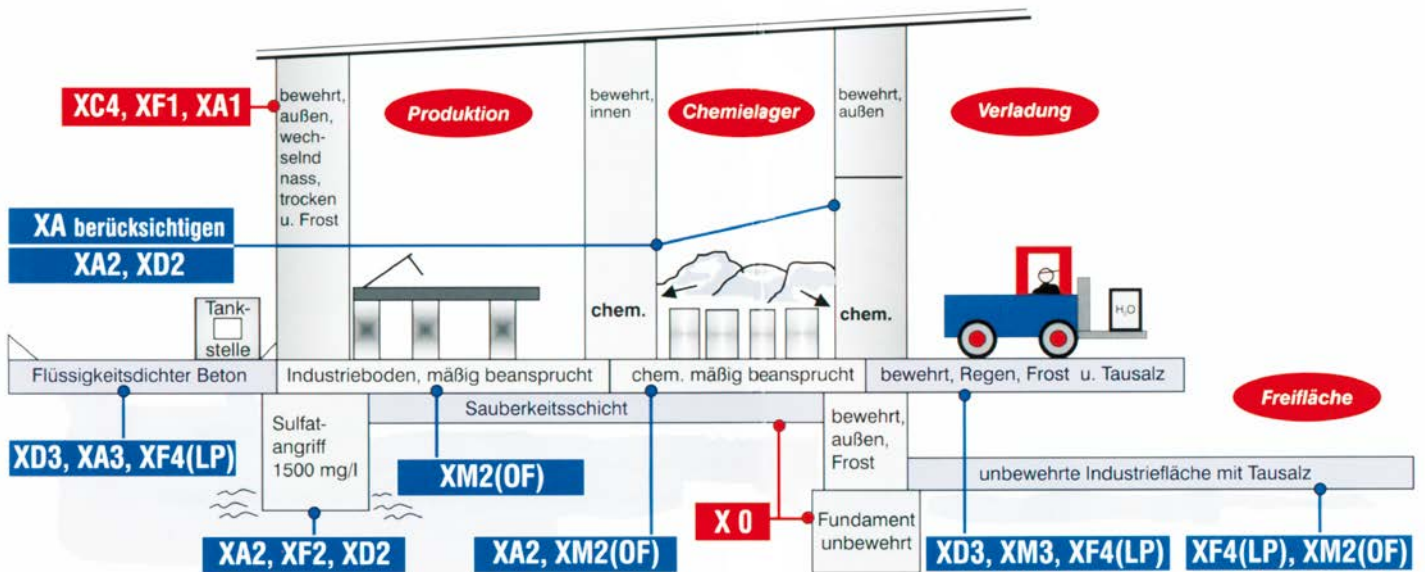 XC4, XF1, XA1
bewehrt,
außen,
wech-
selnd
nass,
trocken
u. Frost
Produktion
bewehrt,
innen
Chemielager
bewehrt,
außen
Verladung
XA berücksichtigen
XA2, XD2
Tank-
stelle
chem.
chem.
H₂O
Flüssigkeitsdichter Beton
Industrieboden, mäßig beansprucht
chem. mäßig beansprucht
bewehrt, Regen, Frost u. Tausalz
Sauberkeitsschicht
Freifläche
Sulfat-
angriff
1500 mg/l
bewehrt,
außen,
Frost
XD3, XA3, XF4(LP)
XM2(OF)
unbewehrte Industriefläche mit Tausalz
X 0
Fundament
unbewehrt
XA2, XF2, XD2
XA2, XM2(OF)
XD3, XM3, XF4(LP)
XF4(LP), XM2(OF)